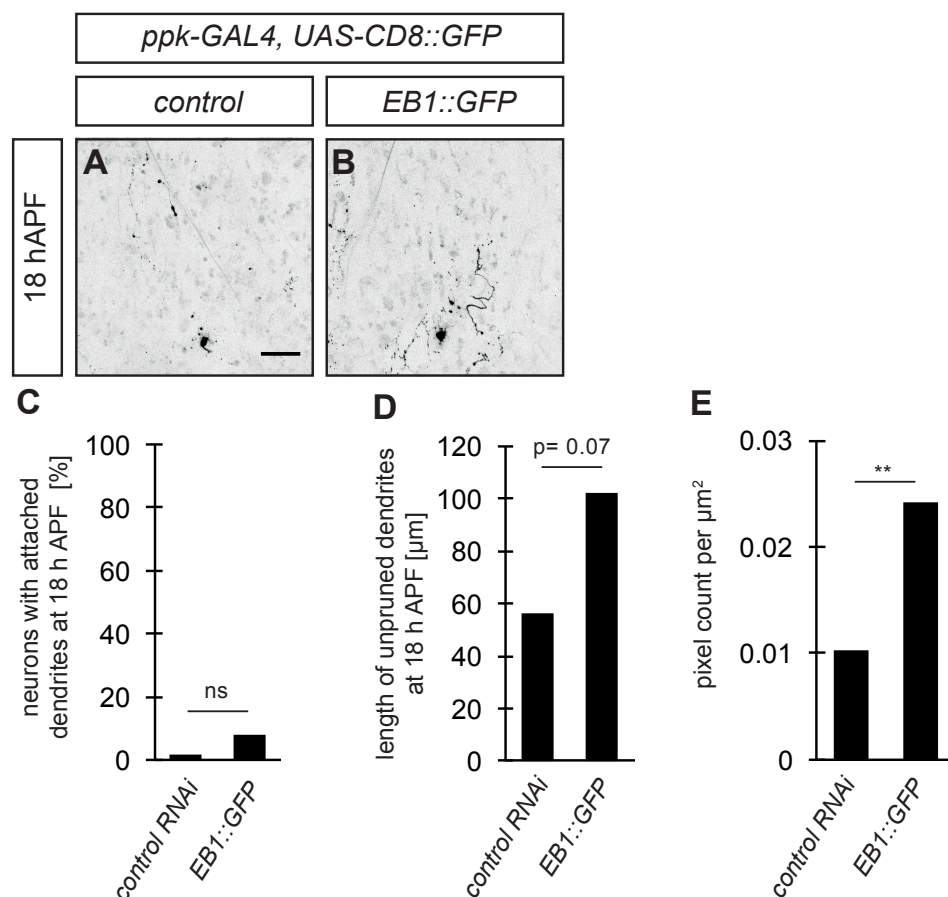 ppk-GAL4, UAS-CD8::GFP
control
EB1::GFP
18 hAPF
A
B
C
neurons with attached
dendrites at 18 h APF [%]
100
80
60
40
20
0
ns
control RNAi
EB1::GFP
D
length of unpruned dendrites
at 18 h APF [µm]
120
100
80
60
40
20
0
p= 0.07
control RNAi
EB1::GFP
E
pixel count per µm²
0.03
0.02
0.01
0
**
control RNAi
EB1::GFP